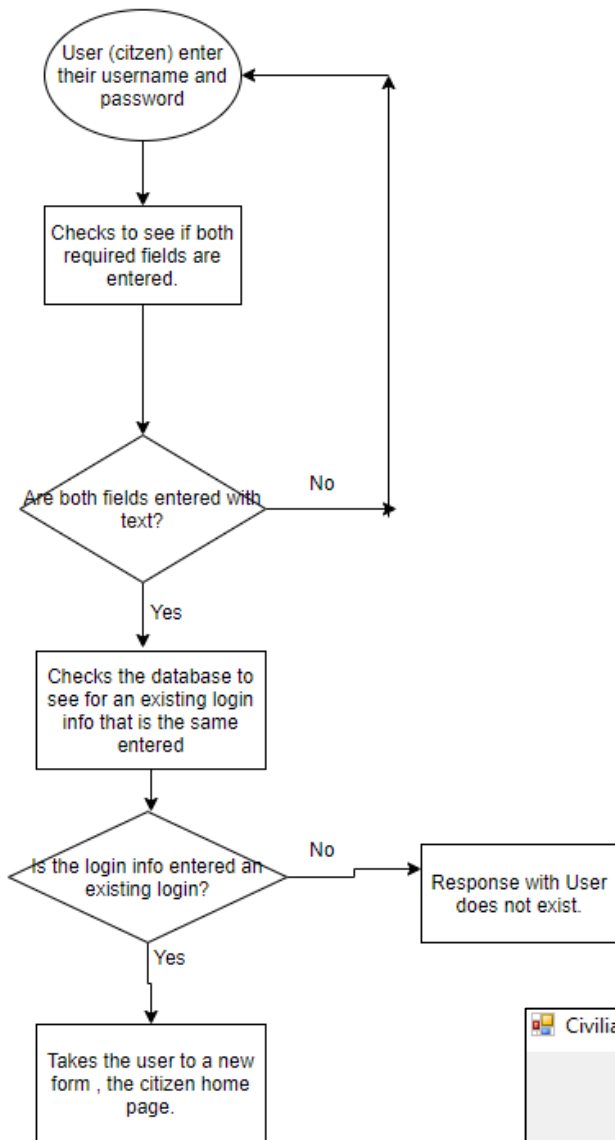 User (citzen) enter
their username and
password
Checks to see if both
required fields are
entered.
Are both fields entered with
text?
No
Yes
Checks the database to
see for an existing login
info that is the same
entered
Is the login info entered an
existing login?
No
Response with User
does not exist.
Yes
Takes the user to a new
form , the citizen home
page.